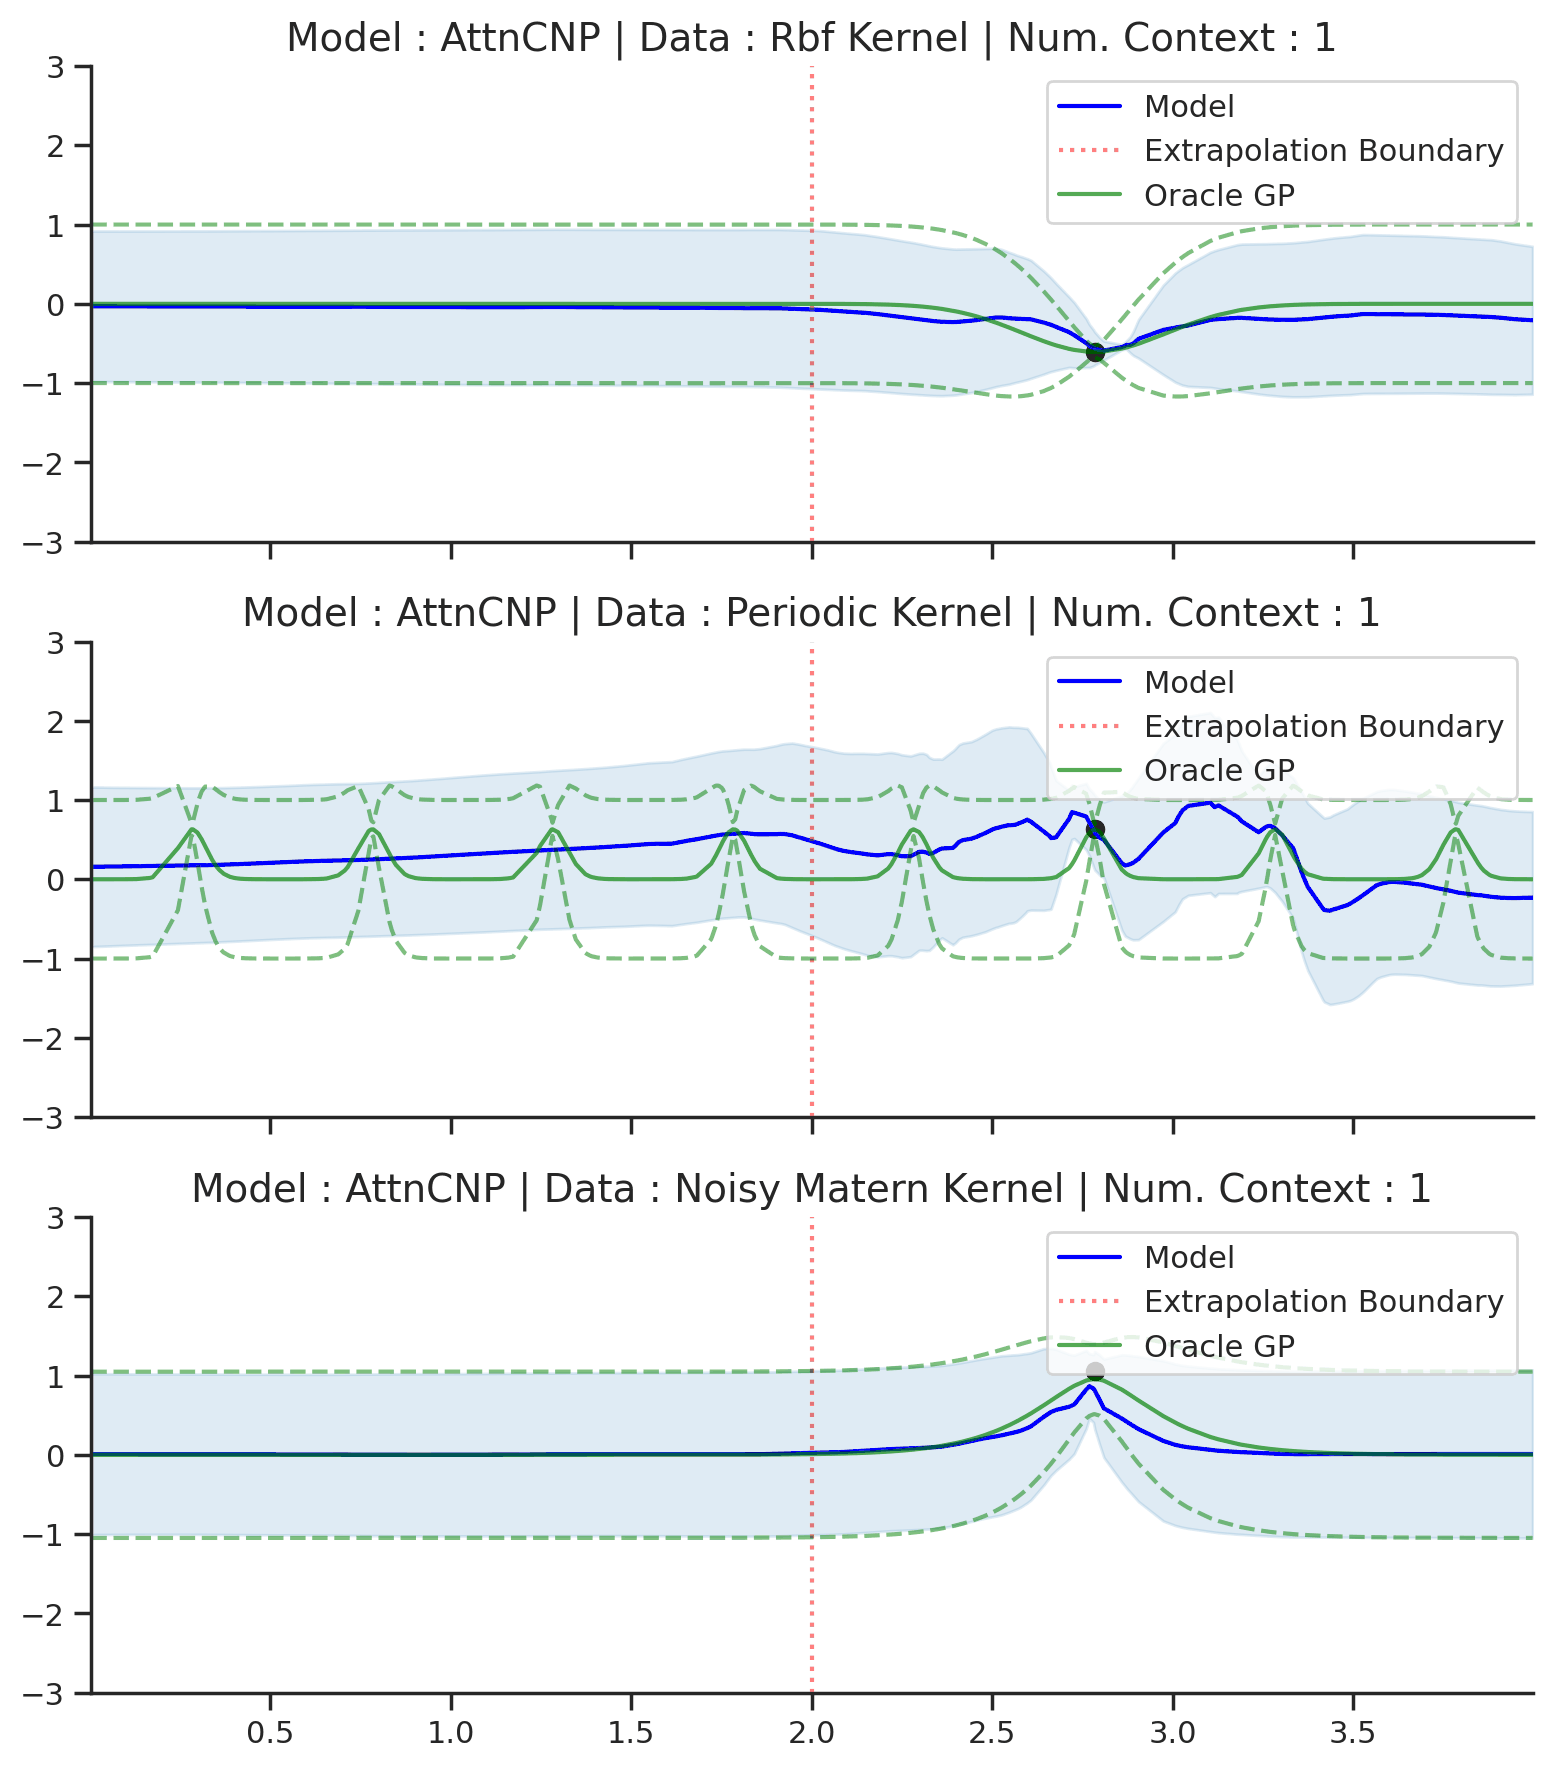 Model : AttnCNP | Data : Rbf Kernel | Num. Context : 1
3
2
1
0
−1
−2
−3
Model
Extrapolation Boundary
Oracle GP
Model : AttnCNP | Data : Periodic Kernel | Num. Context : 1
3
2
1
0
−1
−2
−3
Model
Extrapolation Boundary
Oracle GP
Model : AttnCNP | Data : Noisy Matern Kernel | Num. Context : 1
3
2
1
0
−1
−2
−3
Model
Extrapolation Boundary
Oracle GP
0.5 1.0 1.5 2.0 2.5 3.0 3.5